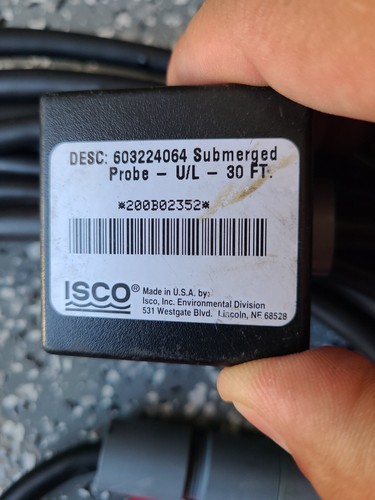 DESC: 603224064 Submerged
Probe - U/L - 30 FT.
*200B02352*
ISCO®
Made in U.S.A. by:
Isco, Inc. Environmental Division
531 Westgate Blvd. Lincoln, NE 68528